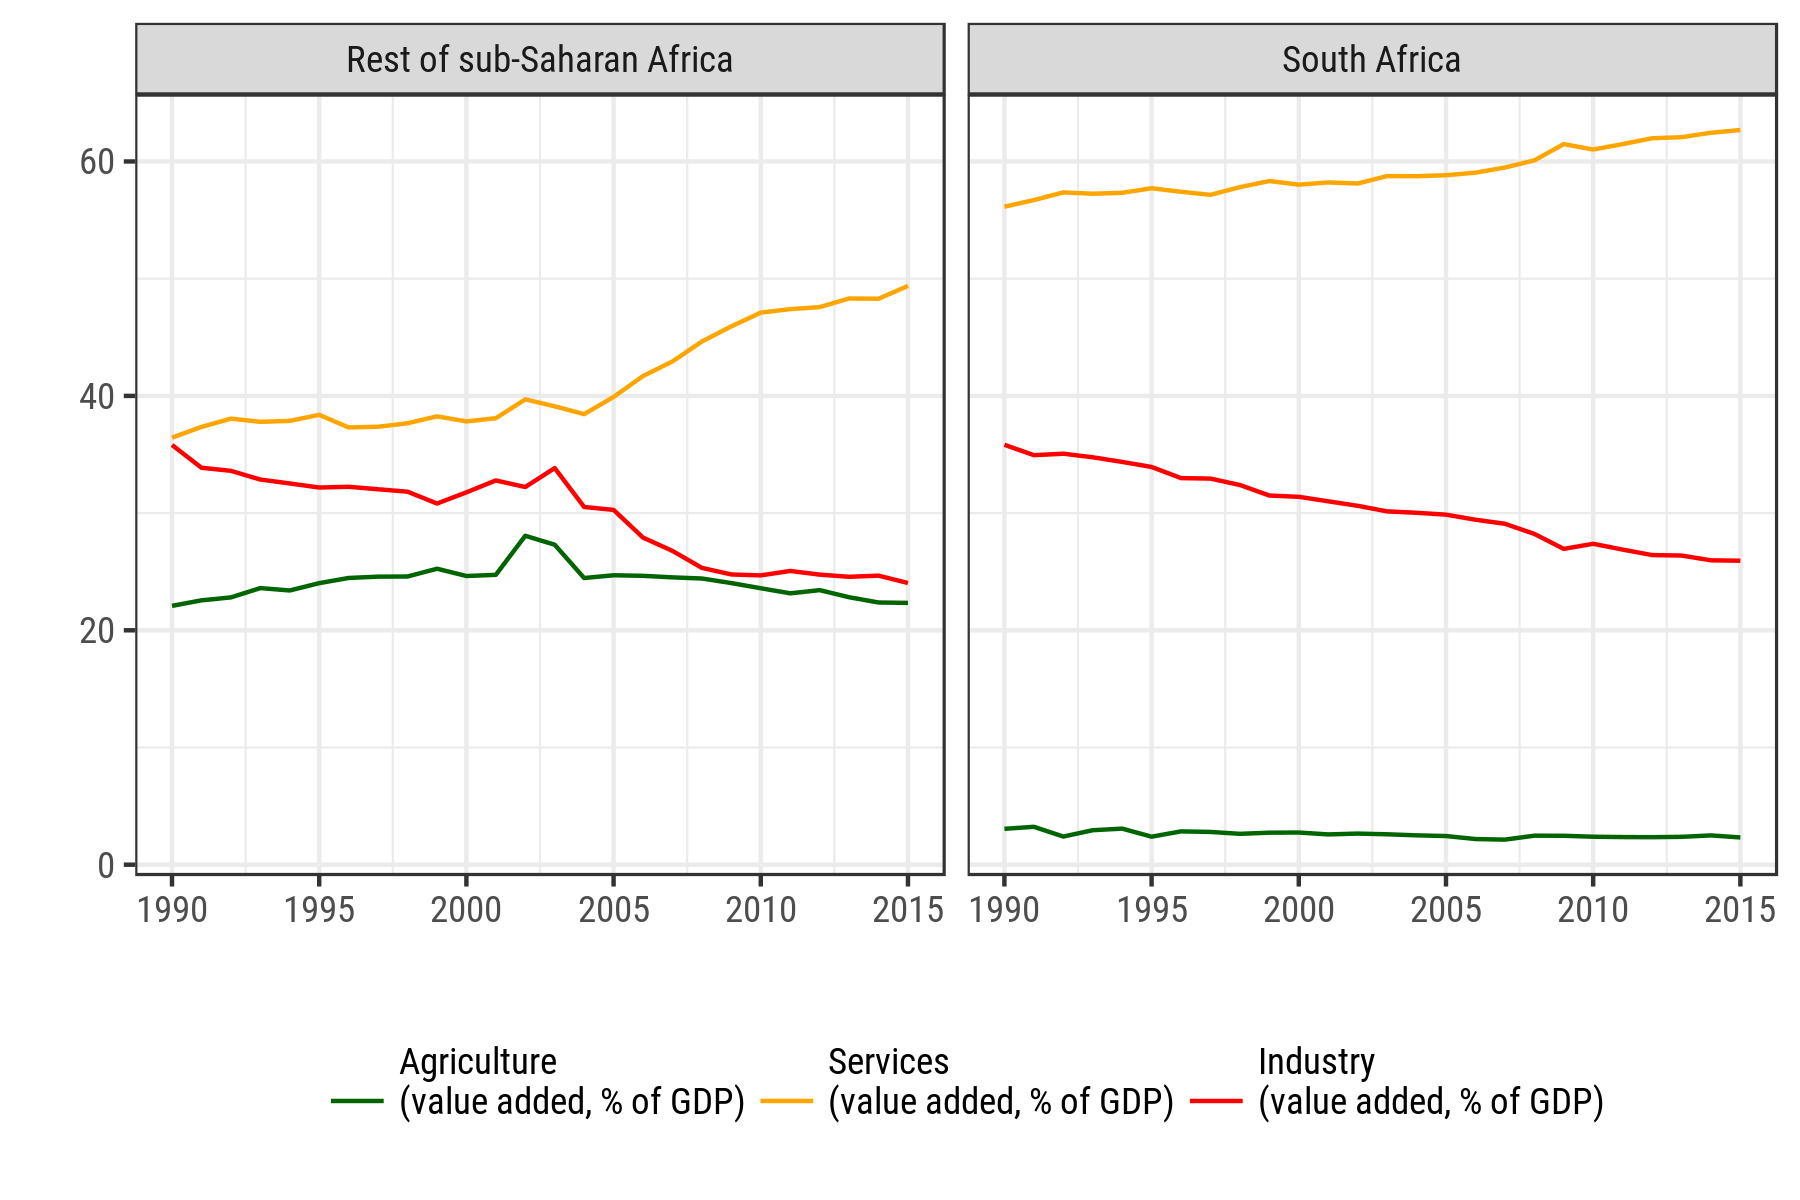 Rest of sub-Saharan Africa
South Africa
60
40
20
0
1990 1995 2000 2005 2010 2015
1990 1995 2000 2005 2010 2015
Agriculture
(value added, % of GDP)
Services
(value added, % of GDP)
Industry
(value added, % of GDP)